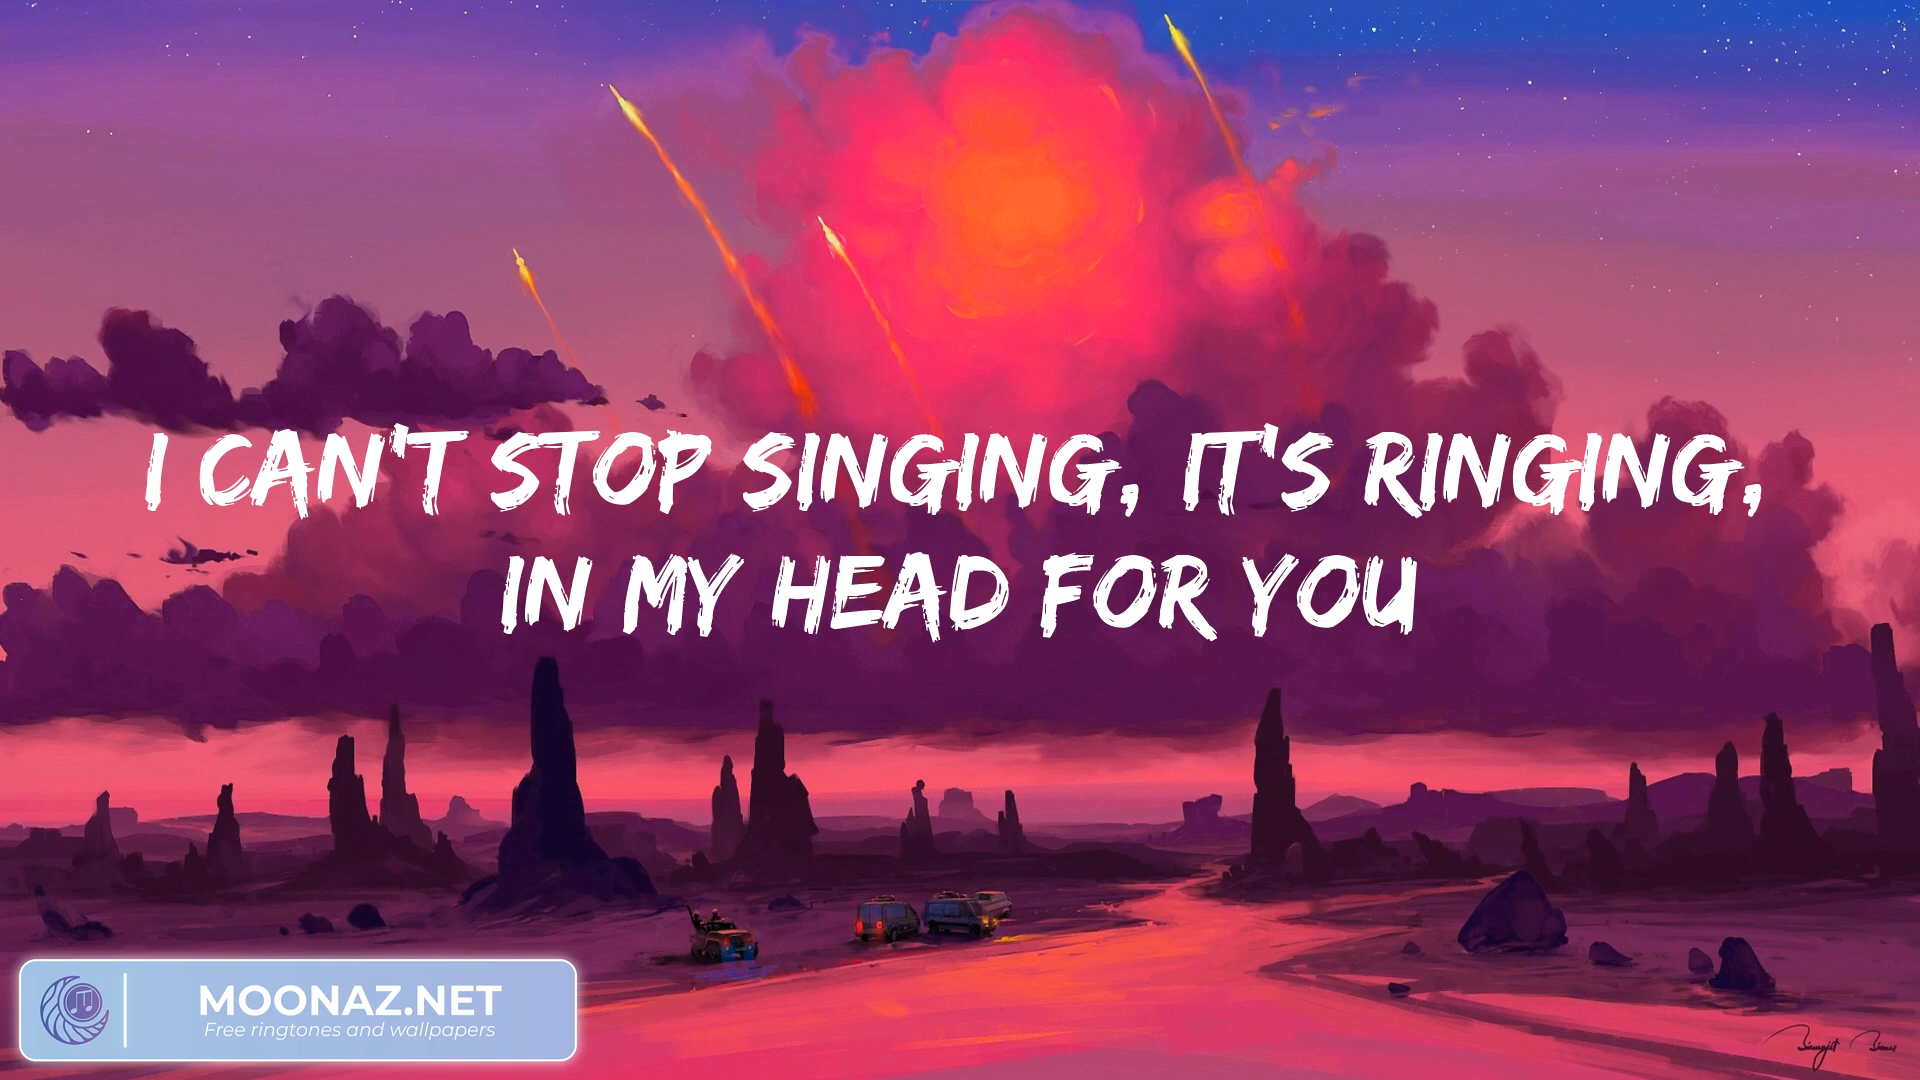 I CAN'T STOP SINGING, IT'S RINGING,
IN MY HEAD FOR YOU
MOONAZ.NET
Free ringtones and wallpapers